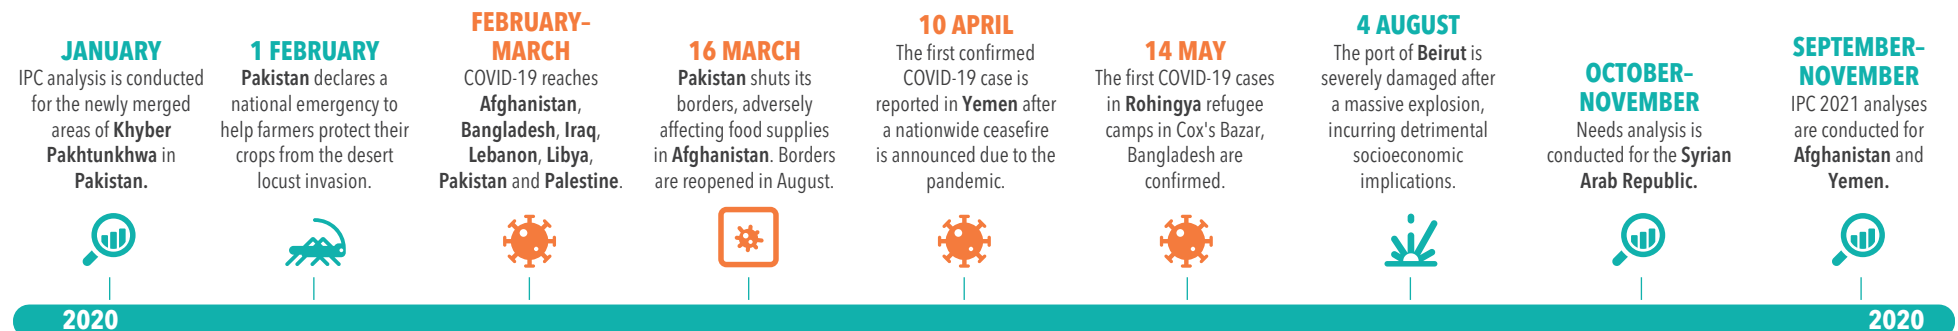 JANUARY
IPC analysis is conducted
for the newly merged
areas of Khyber
Pakhtunkhwa in
Pakistan.
1 FEBRUARY
Pakistan declares a
national emergency to
help farmers protect their
crops from the desert
locust invasion.
FEBRUARY–
MARCH
COVID-19 reaches
Afghanistan,
Bangladesh, Iraq,
Lebanon, Libya,
Pakistan and Palestine.
16 MARCH
Pakistan shuts its
borders, adversely
affecting food supplies
in Afghanistan. Borders
are reopened in August.
10 APRIL
The first confirmed
COVID-19 case is
reported in Yemen after
a nationwide ceasefire
is announced due to the
pandemic.
14 MAY
The first COVID-19 cases
in Rohingya refugee
camps in Cox's Bazar,
Bangladesh are
confirmed.
4 AUGUST
The port of Beirut is
severely damaged after
a massive explosion,
incurring detrimental
socioeconomic
implications.
OCTOBER–
NOVEMBER
Needs analysis is
conducted for the Syrian
Arab Republic.
SEPTEMBER–
NOVEMBER
IPC 2021 analyses
are conducted for
Afghanistan and
Yemen.
2020
2020